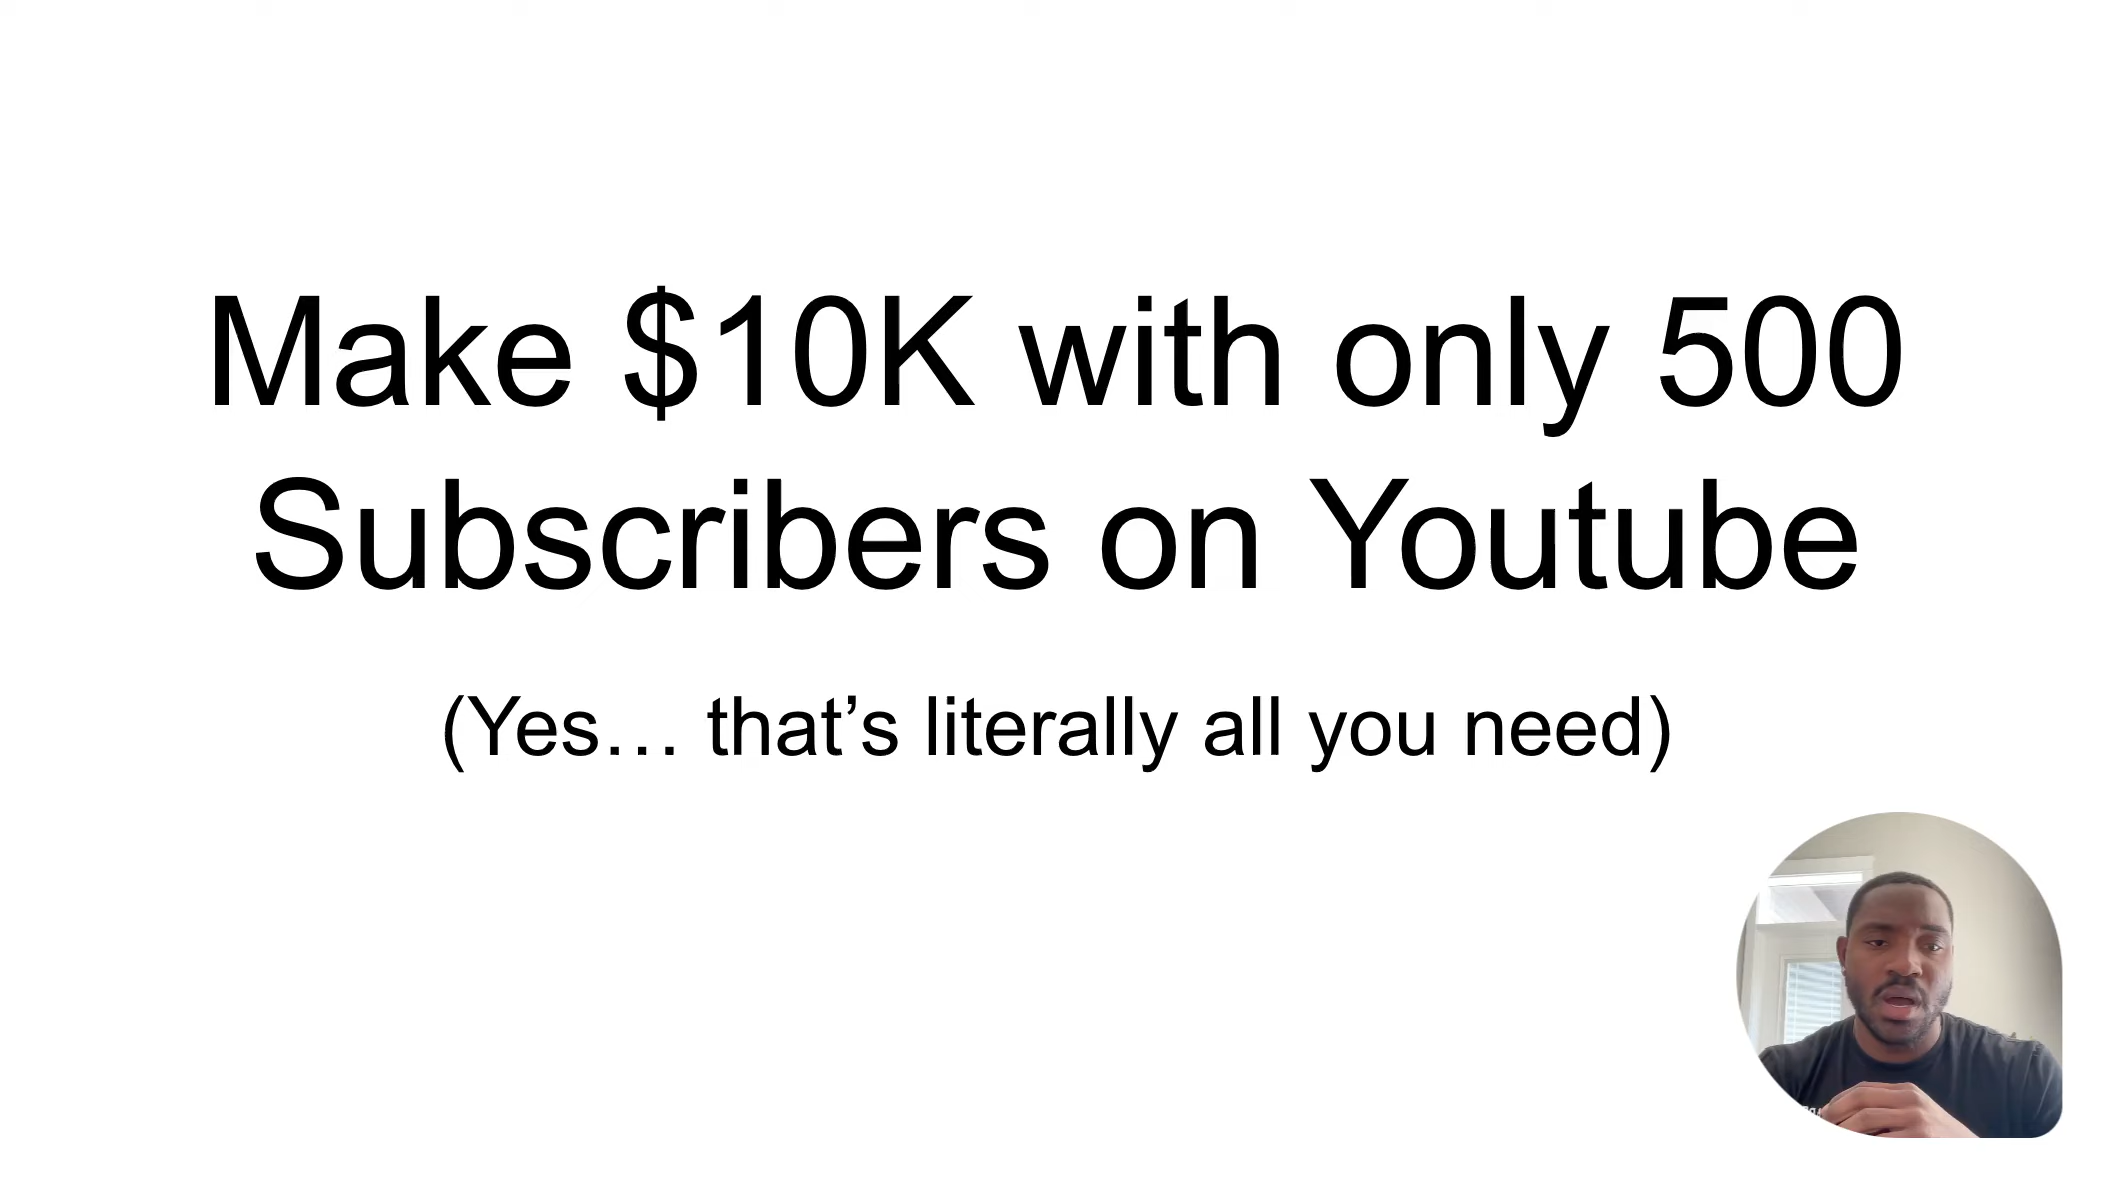 Make $10K with only 500
Subscribers on Youtube
(Yes… that’s literally all you need)